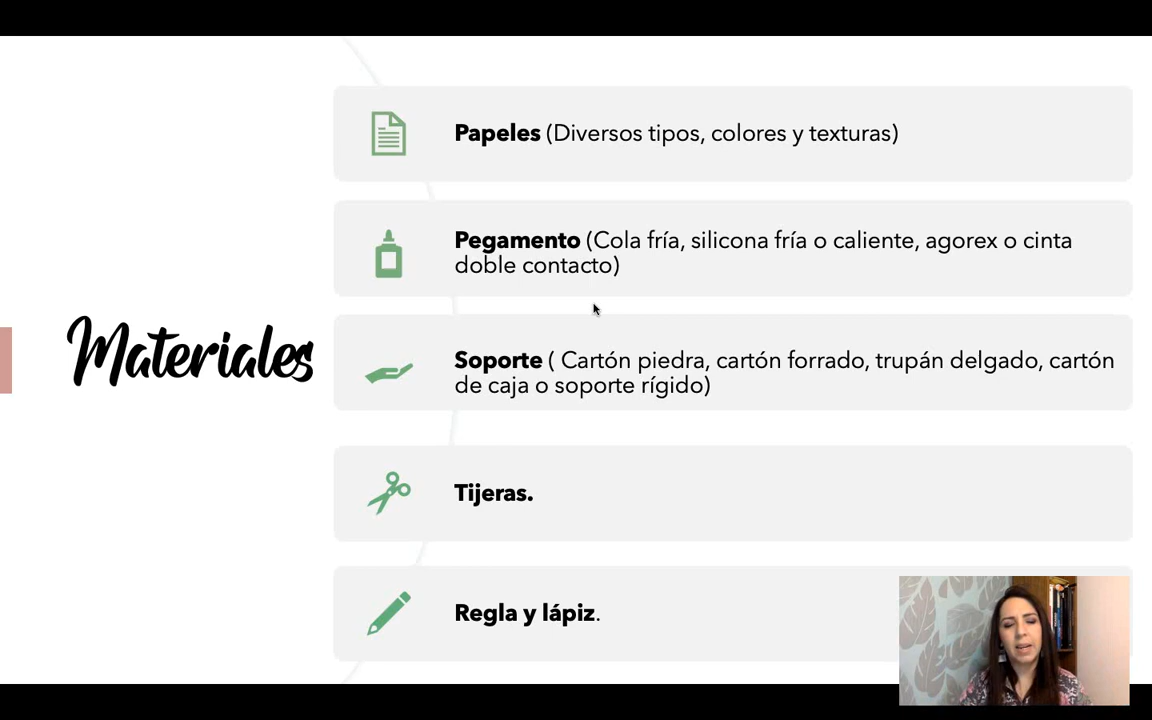 Materiales
Papeles (Diversos tipos, colores y texturas)
Pegamento (Cola fría, silicona fría o caliente, agorex o cinta
doble contacto)
Soporte ( Cartón piedra, cartón forrado, trupán delgado, cartón
de caja o soporte rígido)
Tijeras.
Regla y lápiz.